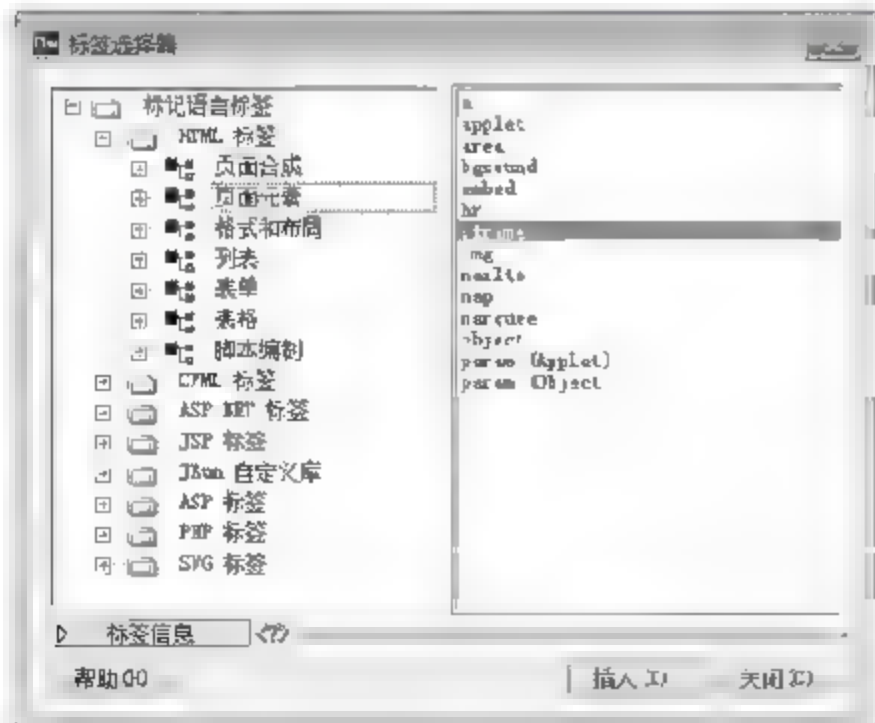 标签选择器
标记语言标签
HTML 标签
页面合成
页面元素
格式和布局
列表
表单
表格
脚本编制
CFML 标签
ASP.NET 标签
JSP 标签
JRun 自定义库
ASP 标签
PHP 标签
SVG 标签
a
applet
area
bgsound
embed
hr
iframe
img
noalto
map
marquee
object
param (Applet)
param (Object
标签信息
<?>
帮助(H)
插入(I)
关闭(C)